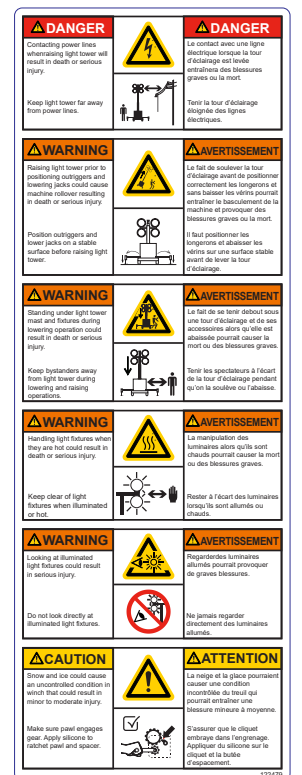 DANGER
Contacting power lines
whenraising light tower will
result in death or serious
injury.
Keep light tower far away
from power lines.
DANGER
Le contact avec une ligne
électrique lorsque la tour
d'éclairage est levée
entraînera des blessures
graves ou la mort.
Tenir la tour d'éclairage
éloignée des lignes
électriques.
WARNING
Raising light tower prior to
positioning outriggers and
lowering jacks could cause
machine rollover resulting
in death or serious injury.
Position outriggers and
lower jacks on a stable
surface before raising light
tower.
AVERTISSEMENT
Le fait de soulever la tour
d'éclairage avant de positionner
correctement les longerons et
sans baisser les vérins pourrait
entraîner le basculement de la
machine et provoquer des
blessures graves ou la mort.
Il faut positionner les
longerons et abaisser les
vérins sur une surface stable
avant de lever la tour
d'éclairage.
WARNING
Standing under light tower
mast and fixtures during
lowering operation could
result in death or serious
injury.
Keep bystanders away
from light tower during
lowering and raising
operations.
AVERTISSEMENT
Le fait de se tenir debout sous
une tour d'éclairage et de ses
accessoires alors qu'elle est
abaissée pourrait causer la
mort ou des blessures graves.
Tenir les spectateurs à l'écart
de la tour d'éclairage pendant
qu'on la soulève ou l'abaisse.
WARNING
Handling light fixtures when
they are hot could result in
death or serious injury.
Keep clear of light
fixtures when illuminated
or hot.
AVERTISSEMENT
La manipulation des
luminaires alors qu'ils sont
chauds pourrait causer la mort
ou des blessures graves.
Rester à l'écart des luminaires
lorsqu'ils sont allumés ou
chauds.
WARNING
Looking at illuminated
light fixtures could result
in serious injury.
Do not look directly at
illuminated light fixtures.
AVERTISSEMENT
Regarderdes luminaires
allumés pourrait provoquer
de graves blessures.
Ne jamais regarder
directement des luminaires
allumés.
CAUTION
Snow and ice could cause
an uncontrolled condition in
winch that could result in
minor to moderate injury.
Make sure pawl engages
gear. Apply silicone to
ratchet pawl and spacer.
ATTENTION
La neige et la glace pourraient
causer une condition
incontrôlée du treuil qui
pourrait entraîner une
blessure mineure à moyenne.
S'assurer que le cliquet
embraye dans l'engrenage.
Appliquer du silicone sur le
cliquet et la butée
d'espacement.
122479